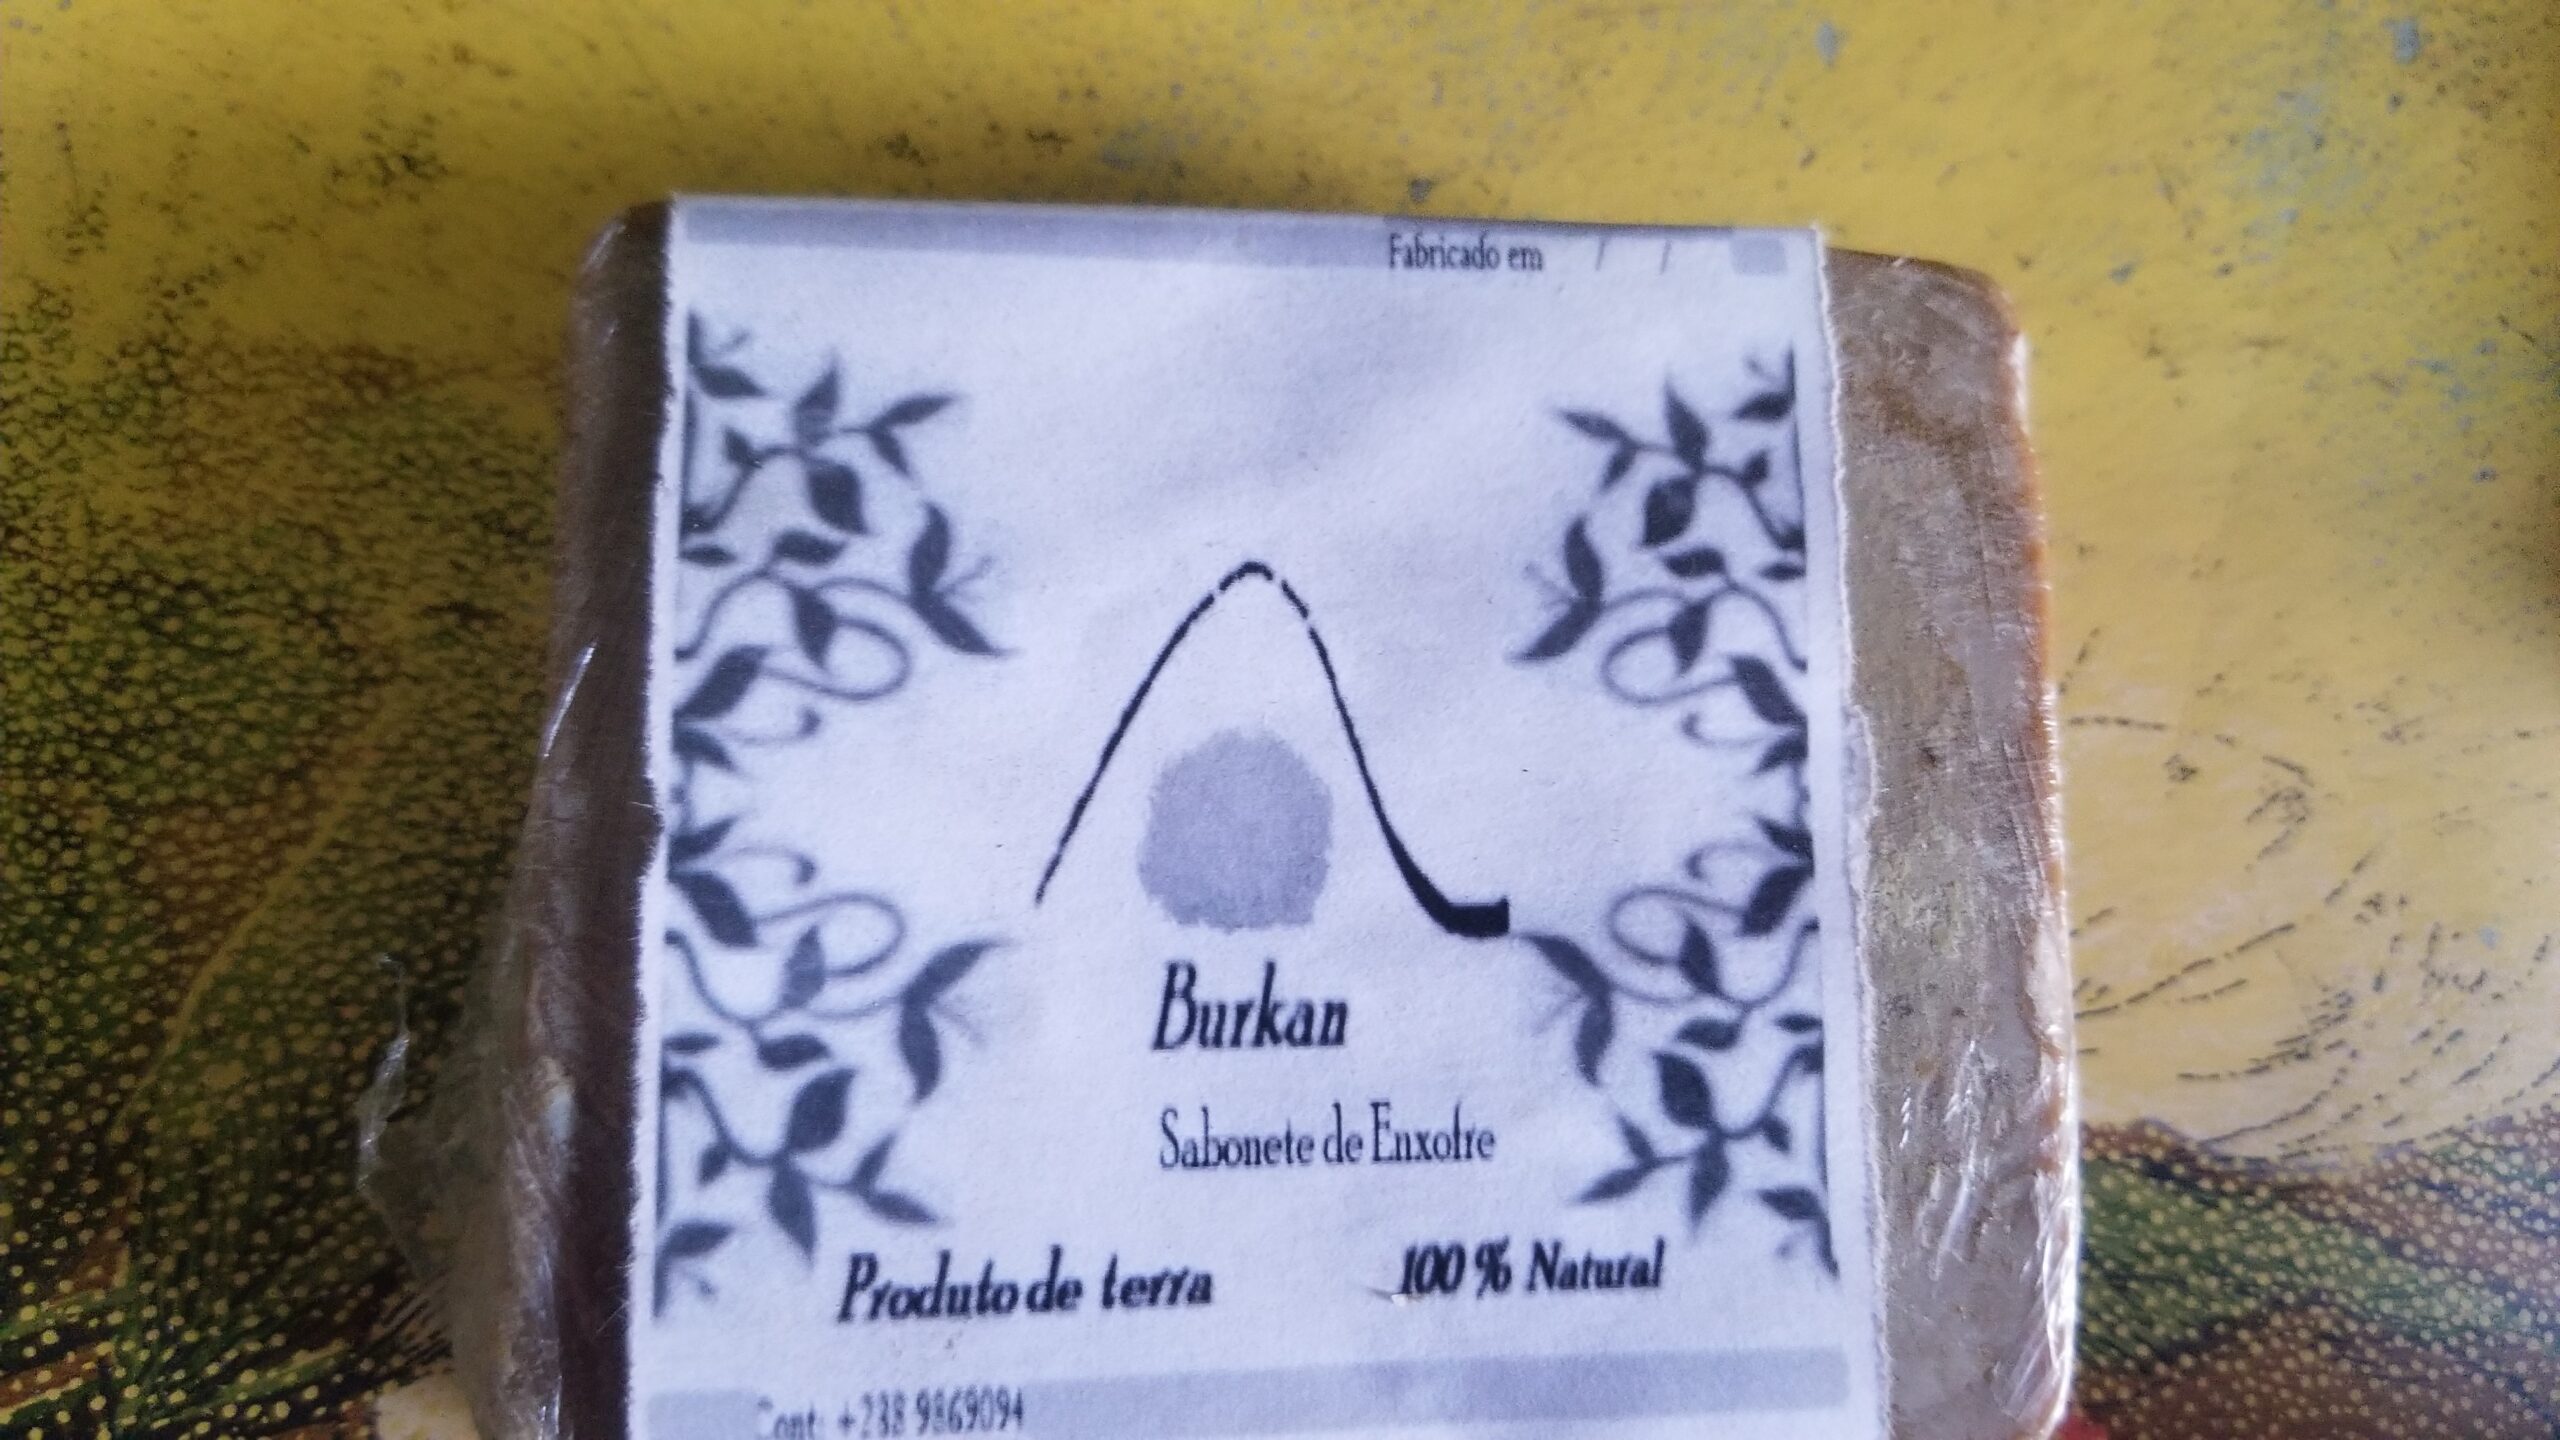 Fabricado em / /
Burkan
Sabonete de Enxofre
Produto de terra 100 % Natural
Cont: +238 9869094